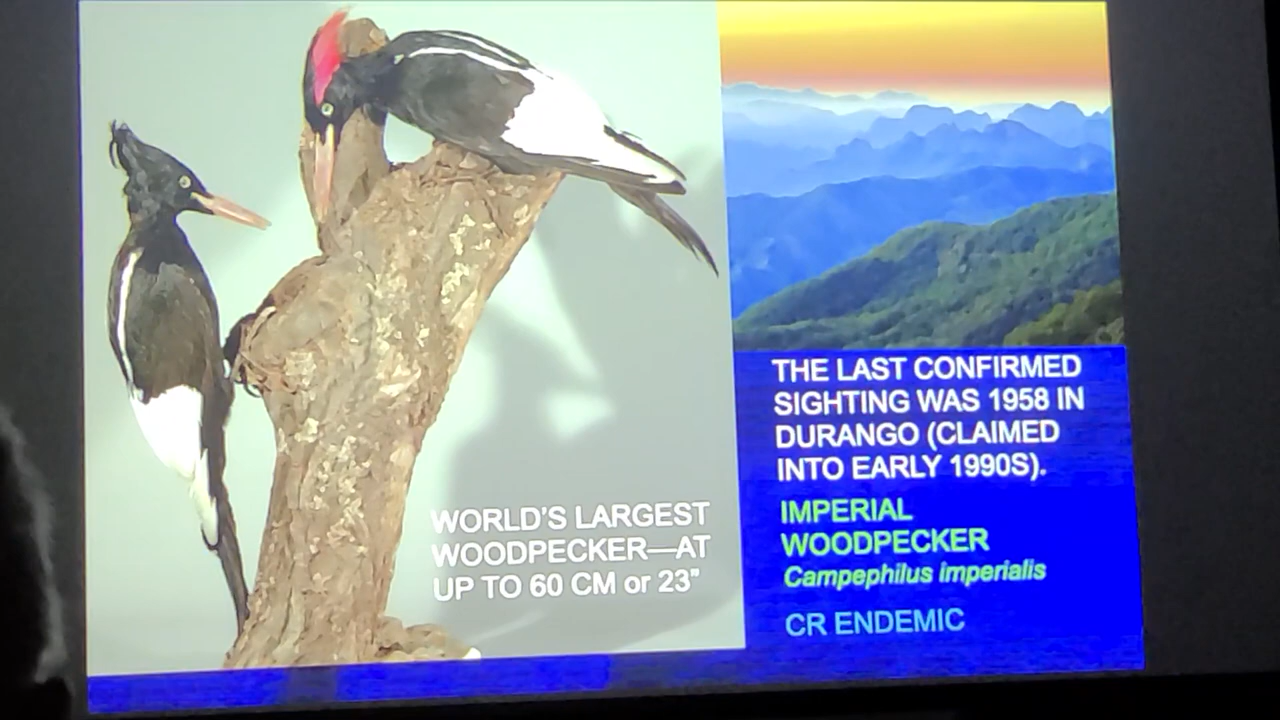 WORLD'S LARGEST
WOODPECKER—AT
UP TO 60 CM or 23"
THE LAST CONFIRMED
SIGHTING WAS 1958 IN
DURANGO (CLAIMED
INTO EARLY 1990S).
IMPERIAL
WOODPECKER
Campephilus imperialis
CR ENDEMIC